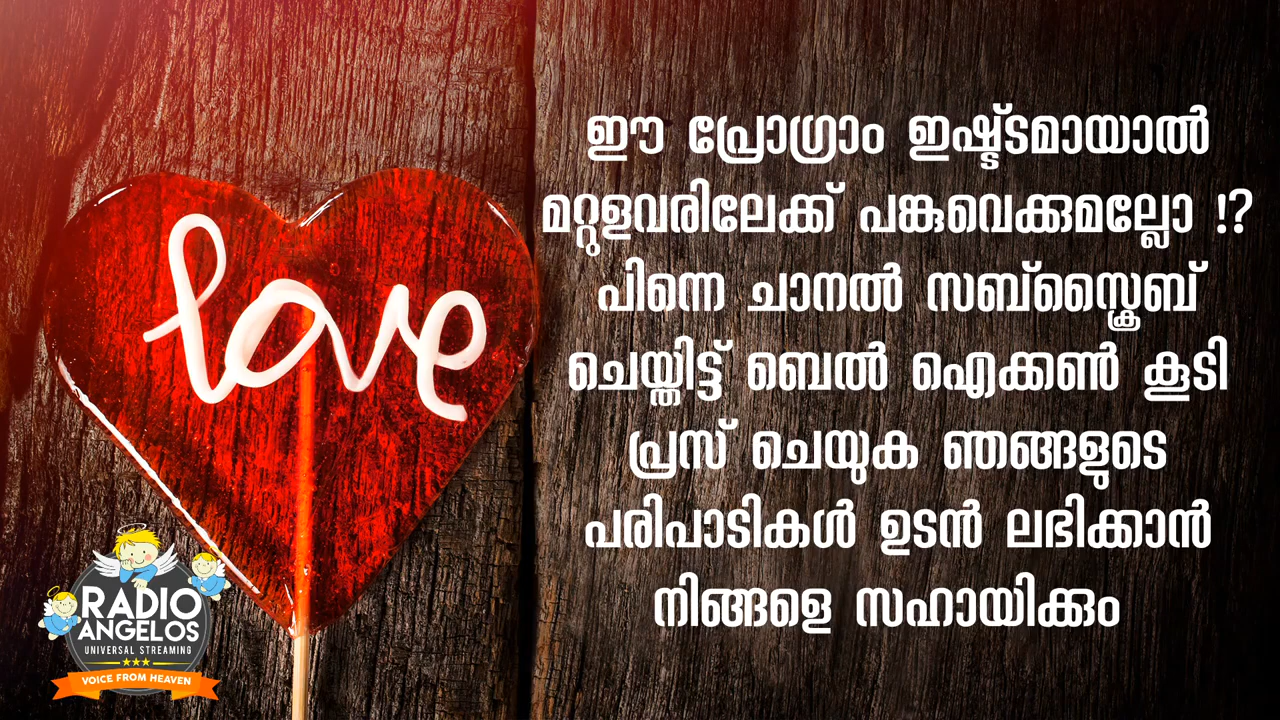 love
ഈ പ്രോഗ്രാം ഇഷ്ട്ടമായാൽ
മറ്റുളവരിലേക്ക് പങ്കുവെക്കുമല്ലോ !?
പിന്നെ ചാനൽ സബ്സ്ക്രൈബ്
ചെയ്തിട്ട് ബെൽ ഐക്കൺ കൂടി
പ്രസ് ചെയുക ഞങ്ങളുടെ
പരിപാടികൾ ഉടൻ ലഭിക്കാൻ
നിങ്ങളെ സഹായിക്കും
RADIO
ANGELOS
UNIVERSAL STREAMING
VOICE FROM HEAVEN